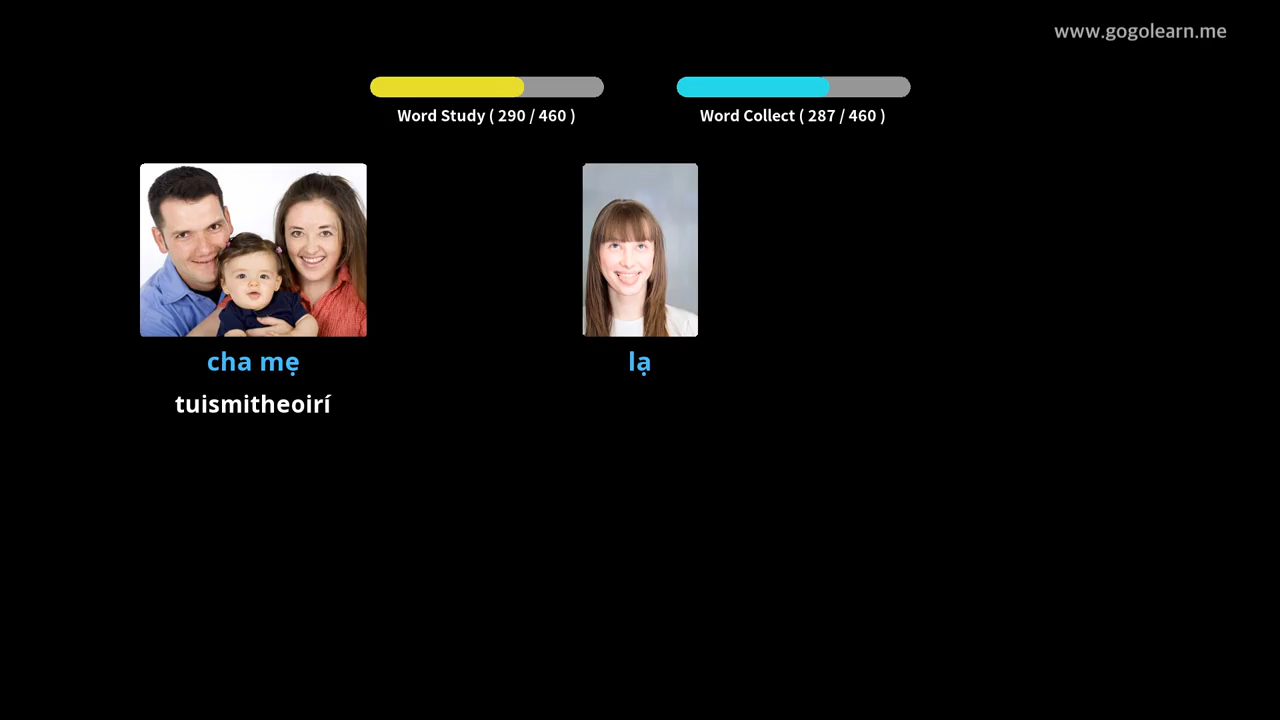 www.gogolearn.me
Word Study ( 290 / 460 )
Word Collect ( 287 / 460 )
cha mẹ
lạ
tuismitheoirí